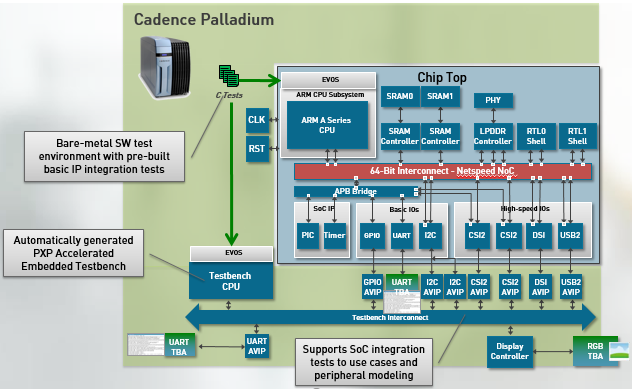 Cadence Palladium
C Tests
EVOS
ARM CPU Subsystem
ARM A Series
CPU
Chip Top
SRAM0
SRAM1
PHY
CLK
RST
SRAM
Controller
SRAM
Controller
LPDDR
Controller
RTL0
Shell
RTL1
Shell
Bare-metal SW test
environment with pre-built
basic IP integration tests
64-Bit Interconnect - Netspeed NoC
APB Bridge
SoC IP
Basic IOs
High-speed IOs
PIC
Timer
GPIO
UART
I2C
CSI2
CSI2
DSI
USB2
Automatically generated
PXP Accelerated
Embedded Testbench
EVOS
Testbench
CPU
GPIO
AVIP
UART
TBA
I2C
AVIP
I2C
AVIP
CSI2
AVIP
CSI2
AVIP
DSI
AVIP
USB2
AVIP
Testbench Interconnect
UART
TBA
UART
AVIP
Supports SoC integration
tests to use cases and
peripheral modeling
Display
Controller
RGB
TBA